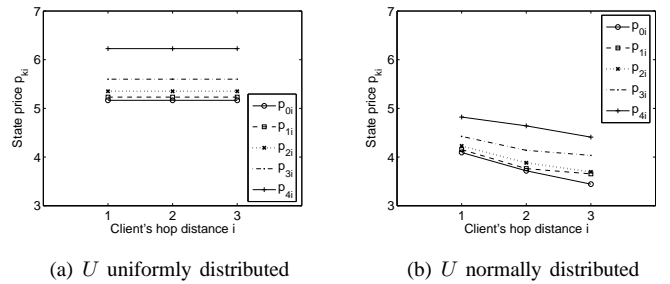 7
6
5
4
3
State price p_ki
1 2 3
Client's hop distance i
p_0i
p_1i
p_2i
p_3i
p_4i
(a) U uniformly distributed
7
6
5
4
3
State price p_ki
1 2 3
Client's hop distance i
p_0i
p_1i
p_2i
p_3i
p_4i
(b) U normally distributed